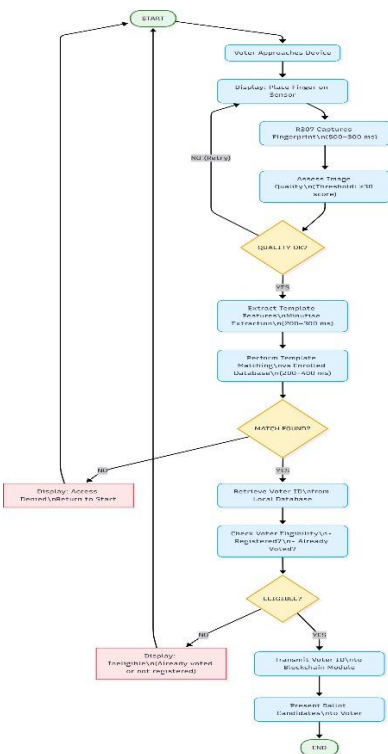 START
Voter Approaches Device
Display: Place Finger on
Sensor
R307 Captures
Fingerprint\n(500–800 ms)
NO (Retry)
Assess Image
Quality\n(Threshold: >30
score)
QUALITY OK?
YES
Extract Template
Features\nMinutiae
Extraction\n(200–300 ms)
Perform Template
Matching\nvs Enrolled
Database\n(200–400 ms)
MATCH FOUND?
NO
YES
Display: Access
Denied\nReturn to Start
Retrieve Voter ID\nfrom
Local Database
Check Voter Eligibility\n-
Registered?\n- Already
Voted?
ELIGIBLE?
NO
YES
Display:
Ineligible\n(Already voted
or not registered)
Transmit Voter ID\nto
Blockchain Module
Present Ballot
Candidates\nto Voter
END